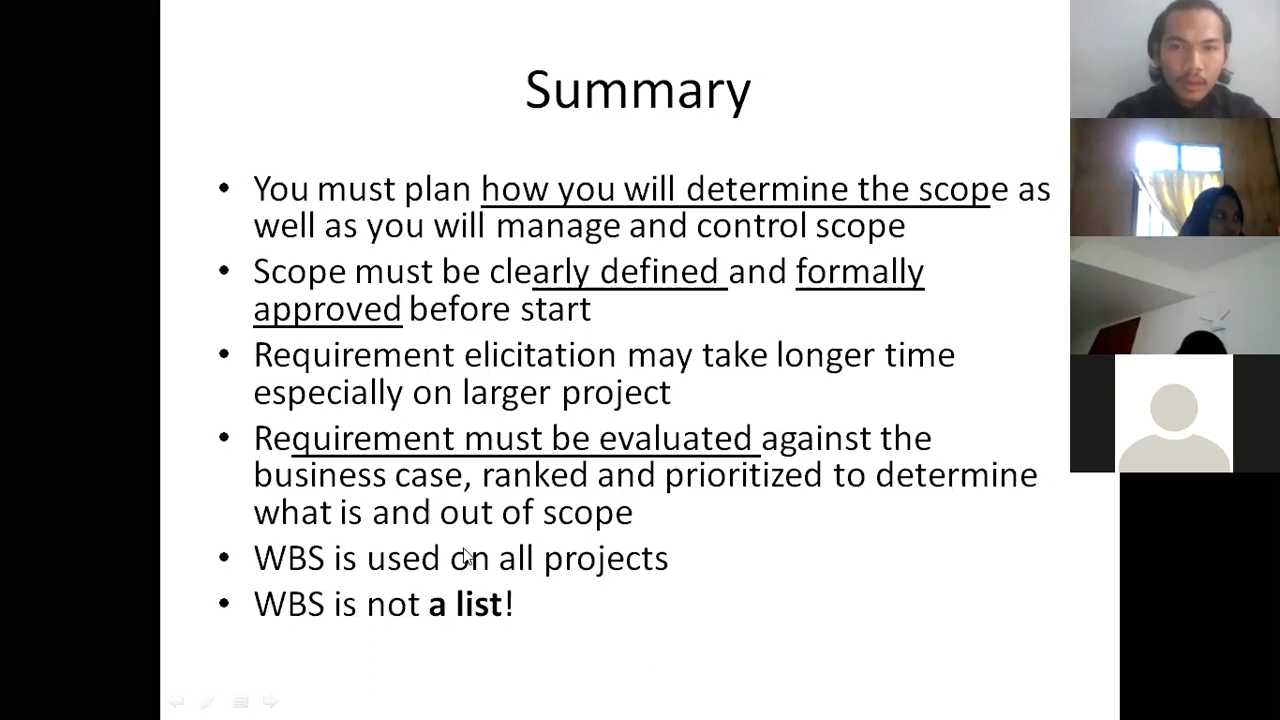 Summary
• You must plan how you will determine the scope as
well as you will manage and control scope
• Scope must be clearly defined and formally
approved before start
• Requirement elicitation may take longer time
especially on larger project
• Requirement must be evaluated against the
business case, ranked and prioritized to determine
what is and out of scope
• WBS is used on all projects
• WBS is not a list!